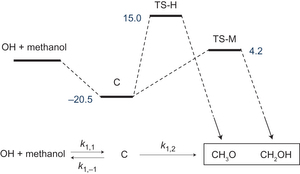 TS-H
15.0
TS-M
OH + methanol
4.2
C
–20.5
OH + methanol k1,1 k1,–1 C k1,2 CH3O CH2OH